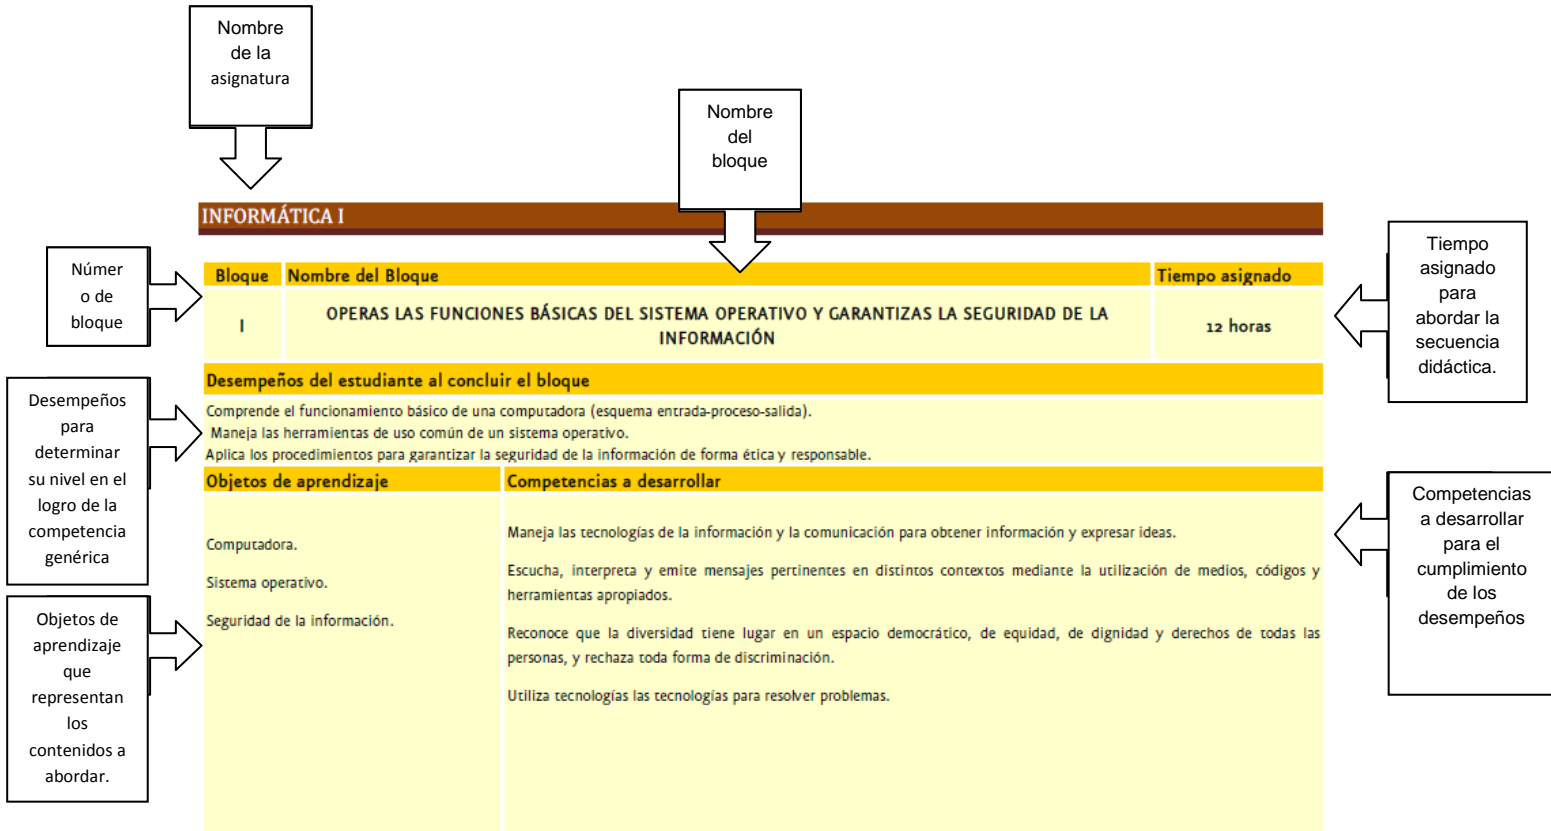 Nombre
de la
asignatura
Nombre
del
bloque
INFORMÁTICA I
Númer
o de
bloque
Bloque
Nombre del Bloque
Tiempo asignado
I
OPERAS LAS FUNCIONES BÁSICAS DEL SISTEMA OPERATIVO Y GARANTIZAS LA SEGURIDAD DE LA
INFORMACIÓN
12 horas
Tiempo
asignado
para
abordar la
secuencia
didáctica.
Desempeños del estudiante al concluir el bloque
Comprende el funcionamiento básico de una computadora (esquema entrada-proceso-salida).
Maneja las herramientas de uso común de un sistema operativo.
Aplica los procedimientos para garantizar la seguridad de la información de forma ética y responsable.
Desempeños
para
determinar
su nivel en el
logro de la
competencia
genérica
Objetos de aprendizaje
Competencias a desarrollar
Computadora.
Sistema operativo.
Seguridad de la información.
Maneja las tecnologías de la información y la comunicación para obtener información y expresar ideas.
Escucha, interpreta y emite mensajes pertinentes en distintos contextos mediante la utilización de medios, códigos y
herramientas apropiados.
Reconoce que la diversidad tiene lugar en un espacio democrático, de equidad, de dignidad y derechos de todas las
personas, y rechaza toda forma de discriminación.
Utiliza tecnologías las tecnologías para resolver problemas.
Competencias
a desarrollar
para el
cumplimiento
de los
desempeños
Objetos de
aprendizaje
que
representan
los
contenidos a
abordar.